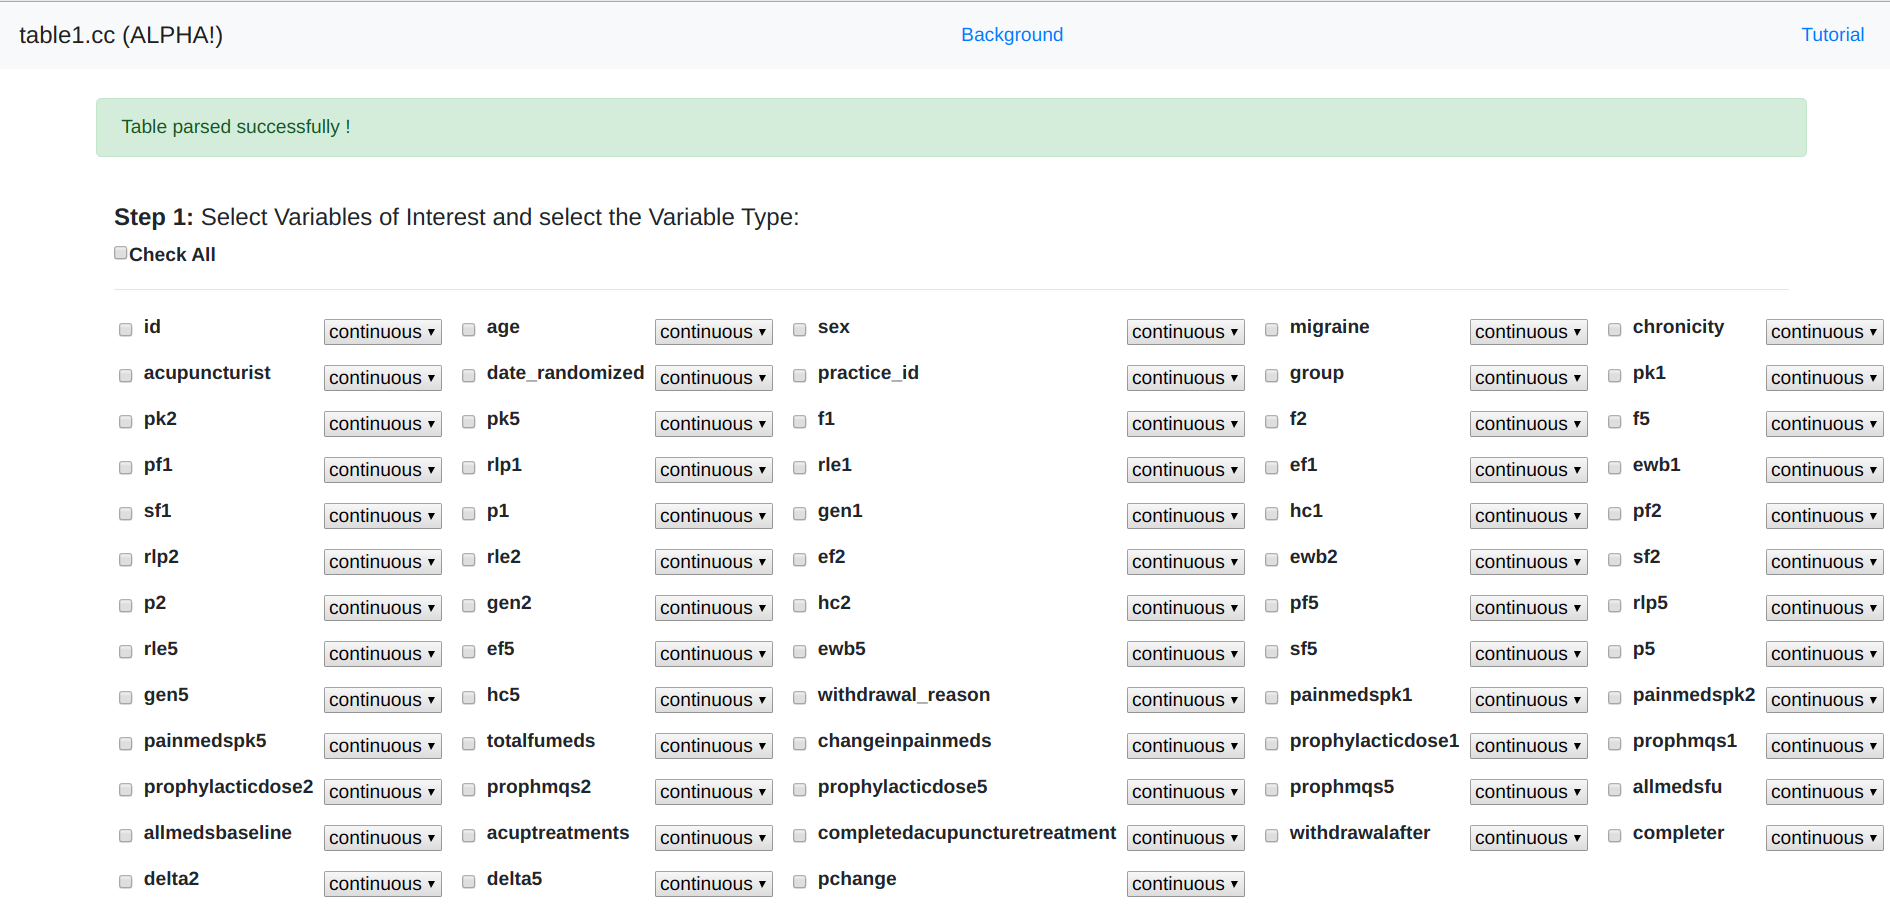 table1.cc (ALPHA!) Background Tutorial
Table parsed successfully !
Step 1: Select Variables of Interest and select the Variable Type:
Check All
id continuous age continuous sex continuous migraine continuous chronicity continuous
acupuncturist continuous date_randomized continuous practice_id continuous group continuous pk1 continuous
pk2 continuous pk5 continuous f1 continuous f2 continuous f5 continuous
pf1 continuous rlp1 continuous rle1 continuous ef1 continuous ewb1 continuous
sf1 continuous p1 continuous gen1 continuous hc1 continuous pf2 continuous
rlp2 continuous rle2 continuous ef2 continuous ewb2 continuous sf2 continuous
p2 continuous gen2 continuous hc2 continuous pf5 continuous rlp5 continuous
rle5 continuous ef5 continuous ewb5 continuous sf5 continuous p5 continuous
gen5 continuous hc5 continuous withdrawal_reason continuous painmedspk1 continuous painmedspk2 continuous
painmedspk5 continuous totalfumeds continuous changeinpainmeds continuous prophylacticdose1 continuous prophmqs1 continuous
prophylacticdose2 continuous prophmqs2 continuous prophylacticdose5 continuous prophmqs5 continuous allmedsfu continuous
allmedsbaseline continuous acuptreatments continuous completedacupuncturetreatment continuous withdrawalafter continuous completer continuous
delta2 continuous delta5 continuous pchange continuous